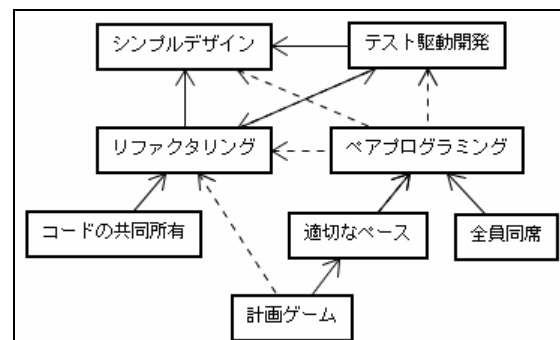 シンプルデザイン
テスト駆動開発
リファクタリング
ペアプログラミング
コードの共同所有
適切なペース
全員同席
計画ゲーム